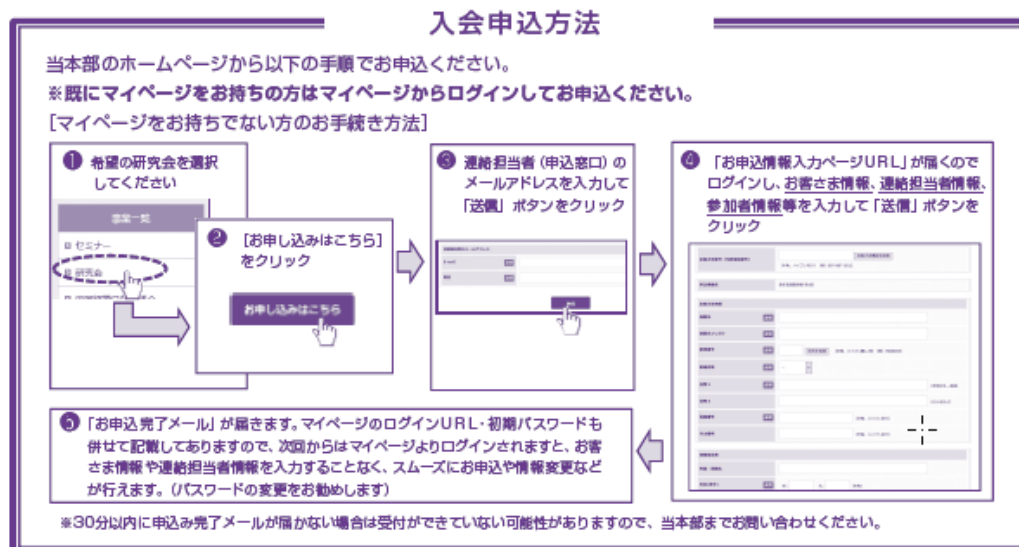 入会申込方法
当本部のホームページから以下の手順でお申込ください。
※既にマイページをお持ちの方はマイページからログインしてお申込ください。
[マイページをお持ちでない方のお手続き方法]
❶ 希望の研究会を選択
してください
事業一覧
セミナー
研究会
❷ [お申し込みはこちら]
をクリック
お申し込みはこちら
❸ 連絡担当者(申込窓口)の
メールアドレスを入力して
「送信」ボタンをクリック
❹ 「お申込情報入力ページURL」が届くので
ログインし、お客さま情報、連絡担当者情報、
参加者情報等を入力して「送信」ボタンを
クリック
❺ 「お申込完了メール」が届きます。マイページのログインURL・初期パスワードも
併せて記載してありますので、次回からはマイページよりログインされますと、お客
さま情報や連絡担当者情報を入力することなく、スムーズにお申込や情報変更など
が行えます。(パスワードの変更をお勧めします)
※30分以内に申込み完了メールが届かない場合は受付ができていない可能性がありますので、当本部までお問い合わせください。